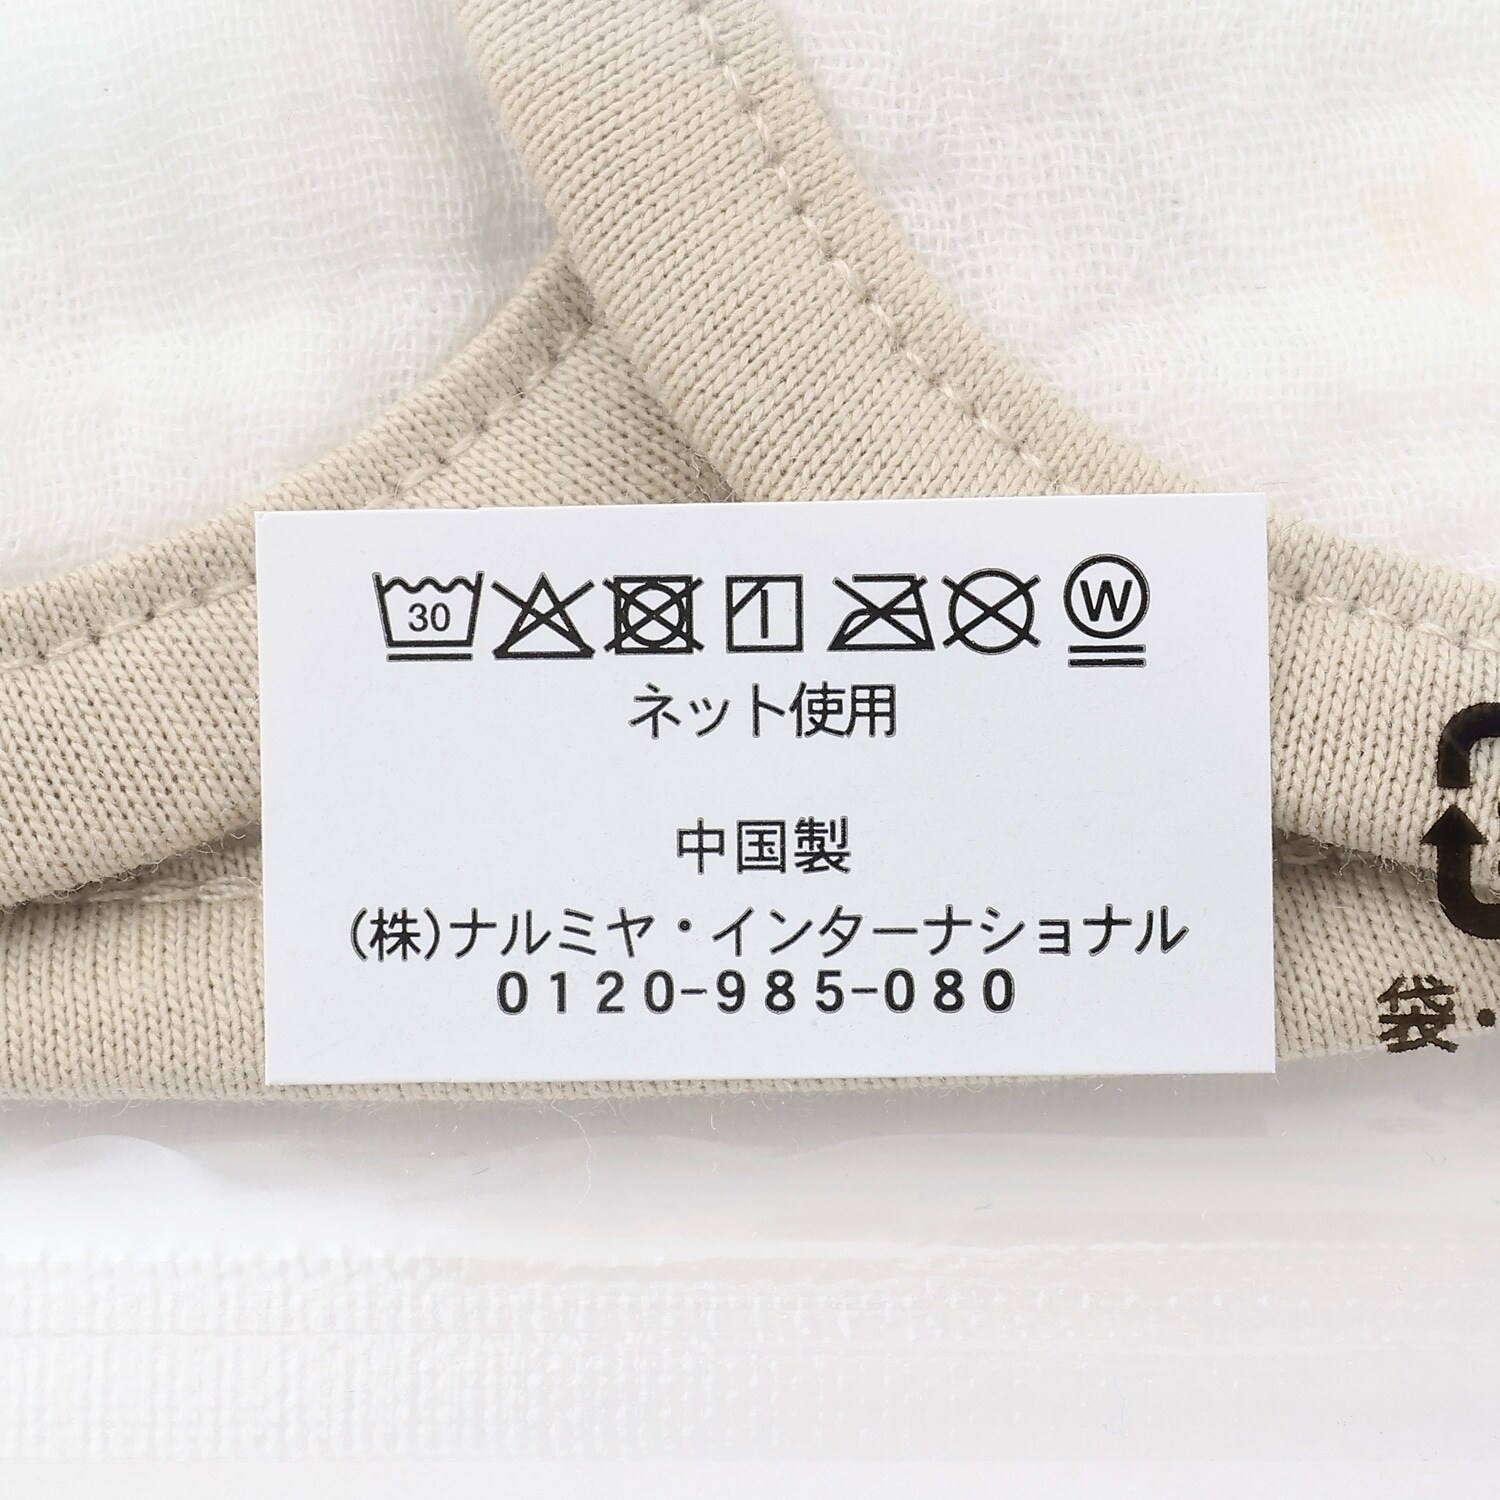 30 W
ネット使用
中国製
(株)ナルミヤ・インターナショナル
0120-985-080
袋・